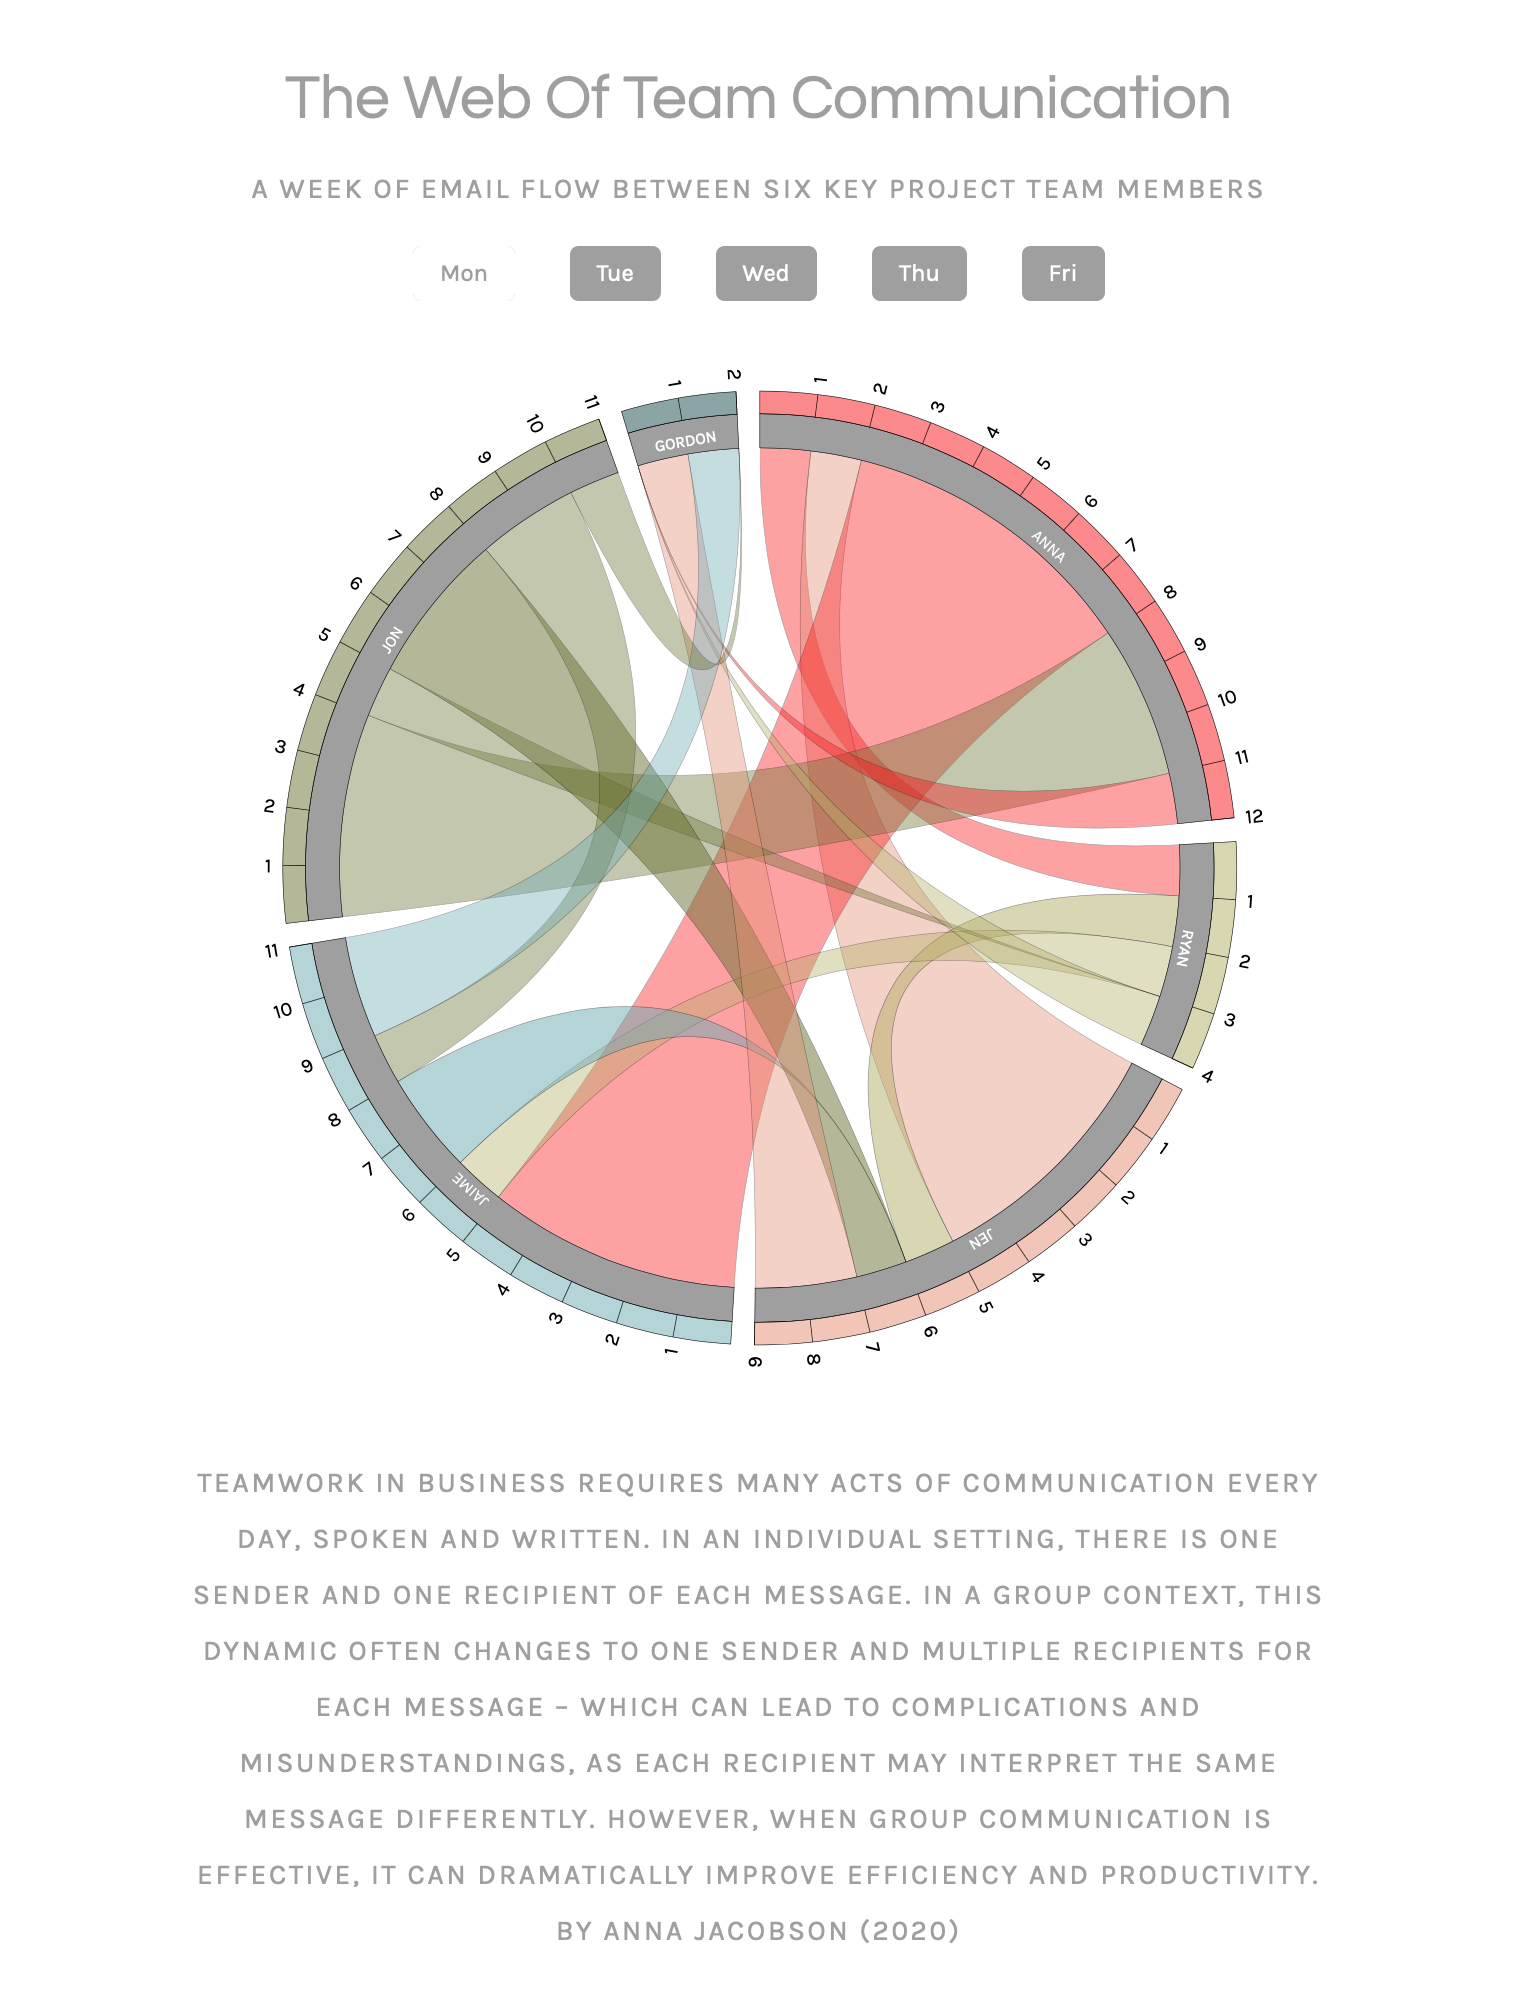 The Web Of Team Communication
A WEEK OF EMAIL FLOW BETWEEN SIX KEY PROJECT TEAM MEMBERS
Mon Tue Wed Thu Fri
GORDON
1 2
ANNA
1 2 3 4 5 6 7 8 9 10 11 12
RYAN
1 2 3 4
JEN
1 2 3 4 5 6 7 8 9
JAIME
1 2 3 4 5 6 7 8 9 10 11
JON
1 2 3 4 5 6 7 8 9 10 11
TEAMWORK IN BUSINESS REQUIRES MANY ACTS OF COMMUNICATION EVERY
DAY, SPOKEN AND WRITTEN. IN AN INDIVIDUAL SETTING, THERE IS ONE
SENDER AND ONE RECIPIENT OF EACH MESSAGE. IN A GROUP CONTEXT, THIS
DYNAMIC OFTEN CHANGES TO ONE SENDER AND MULTIPLE RECIPIENTS FOR
EACH MESSAGE – WHICH CAN LEAD TO COMPLICATIONS AND
MISUNDERSTANDINGS, AS EACH RECIPIENT MAY INTERPRET THE SAME
MESSAGE DIFFERENTLY. HOWEVER, WHEN GROUP COMMUNICATION IS
EFFECTIVE, IT CAN DRAMATICALLY IMPROVE EFFICIENCY AND PRODUCTIVITY.
BY ANNA JACOBSON (2020)